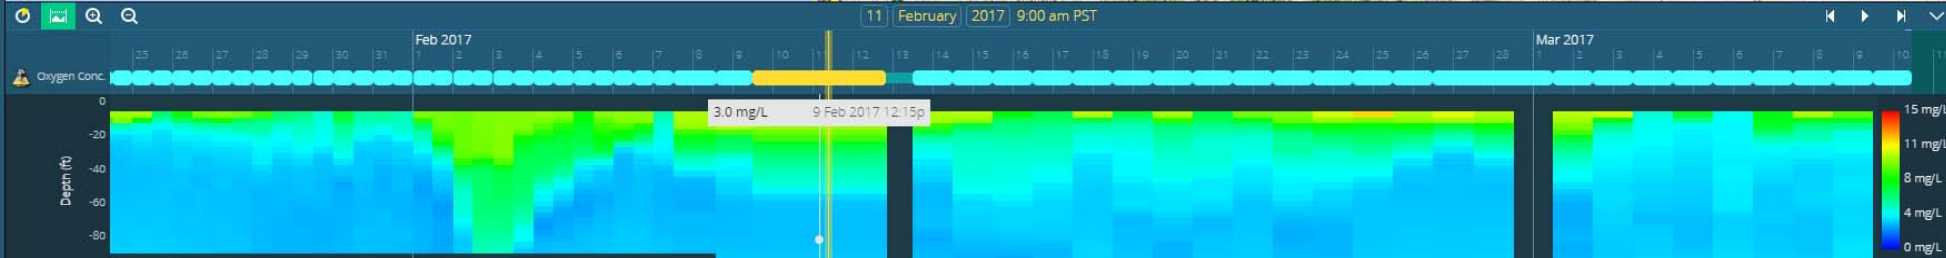 11 February 2017 9:00 am PST
Feb 2017
Mar 2017
25 26 27 28 29 30 31 1 2 3 4 5 6 7 8 9 10 11 12 13 14 15 16 17 18 19 20 21 22 23 24 25 26 27 28 1 2 3 4 5 6 7 8 9 10 11
Oxygen Conc.
0
3.0 mg/L 9 Feb 2017 12:15p
15 mg/L
-20
11 mg/L
-40
Depth (ft)
8 mg/L
-60
4 mg/L
-80
0 mg/L